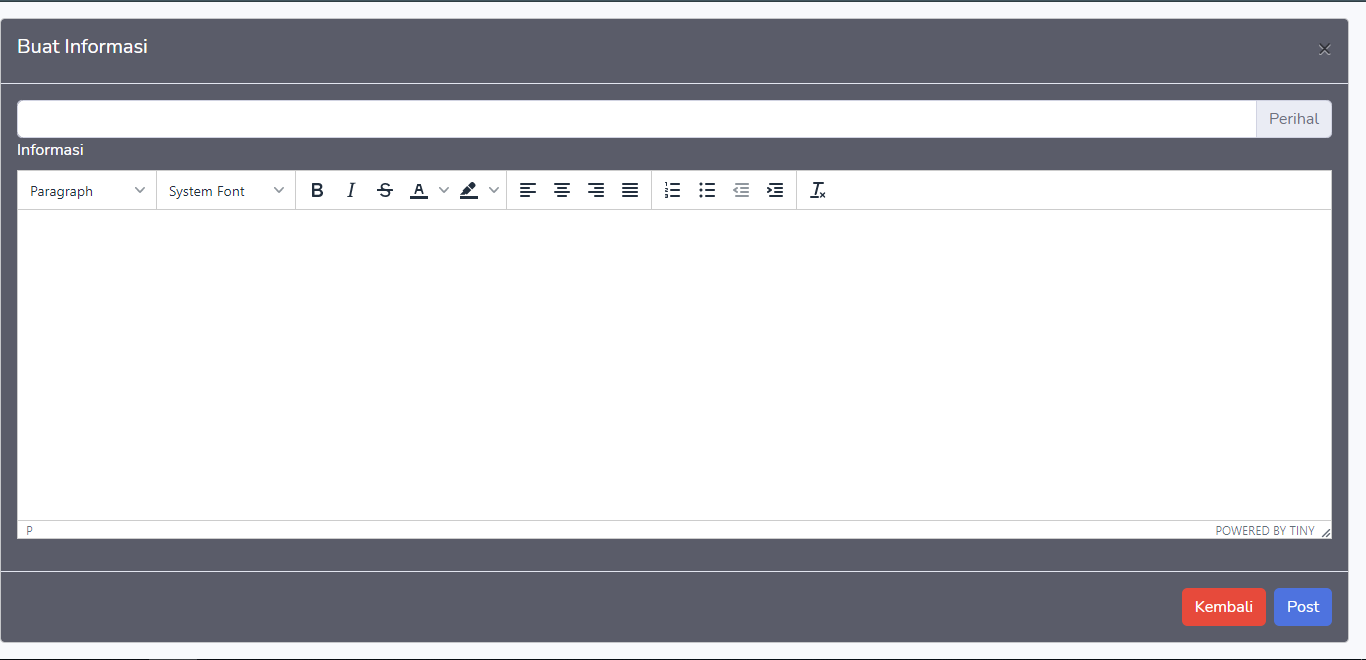 Buat Informasi
Perihal
Informasi
Paragraph System Font
P POWERED BY TINY
Kembali Post